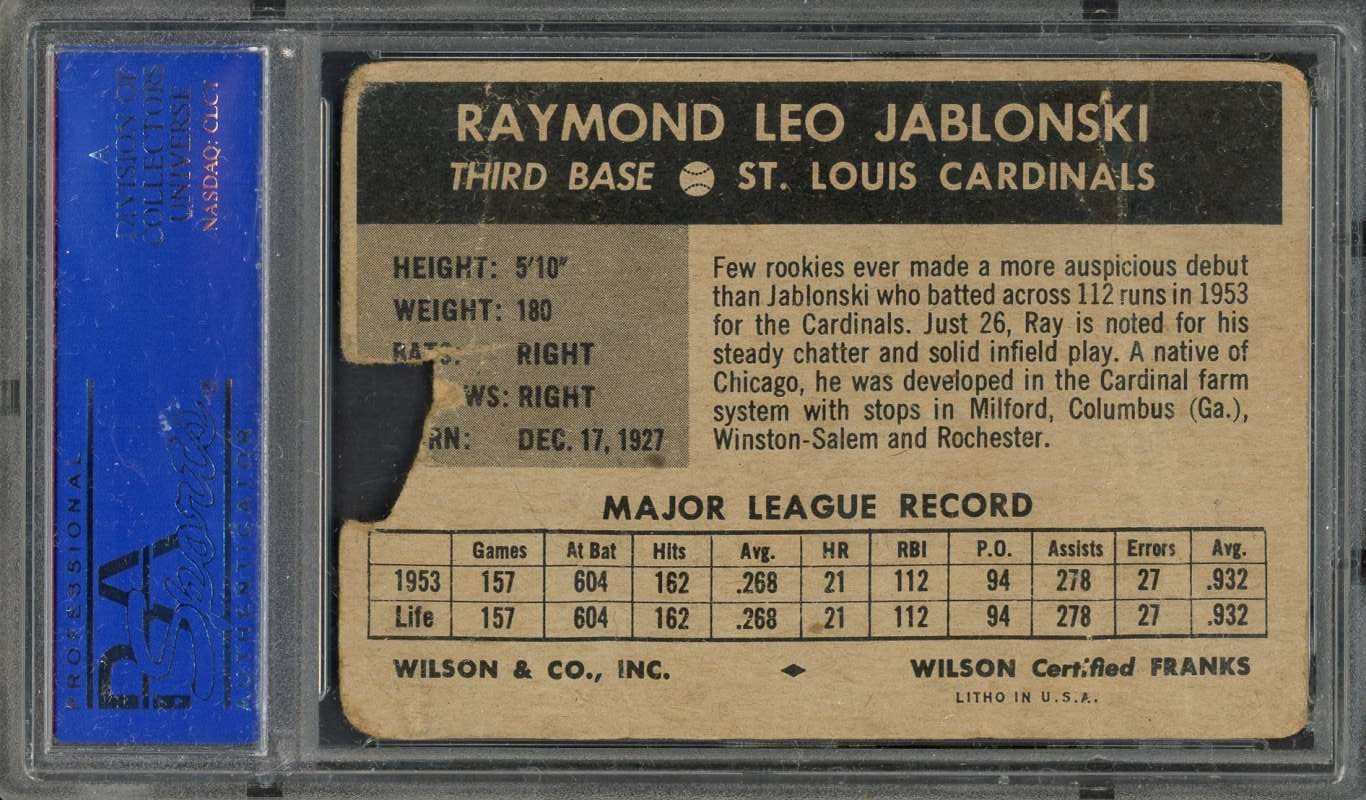 RAYMOND LEO JABLONSKI
THIRD BASE ST. LOUIS CARDINALS
HEIGHT: 5'10"
WEIGHT: 180
BATS: RIGHT
WS: RIGHT
RN: DEC. 17, 1927
Few rookies ever made a more auspicious debut
than Jablonski who batted across 112 runs in 1953
for the Cardinals. Just 26, Ray is noted for his
steady chatter and solid infield play. A native of
Chicago, he was developed in the Cardinal farm
system with stops in Milford, Columbus (Ga.),
Winston-Salem and Rochester.
MAJOR LEAGUE RECORD
Games At Bat Hits Avg. HR RBI P.O. Assists Errors Avg.
1953 157 604 162 .268 21 112 94 278 27 .932
Life 157 604 162 .268 21 112 94 278 27 .932
WILSON & CO., INC. WILSON Certified FRANKS
LITHO IN U.S.A.
A
DIVISION OF
COLLECTORS
UNIVERSE
NASDAQ: CLCT
PROFESSIONAL
PSA
Sports
AUTHENTICATOR